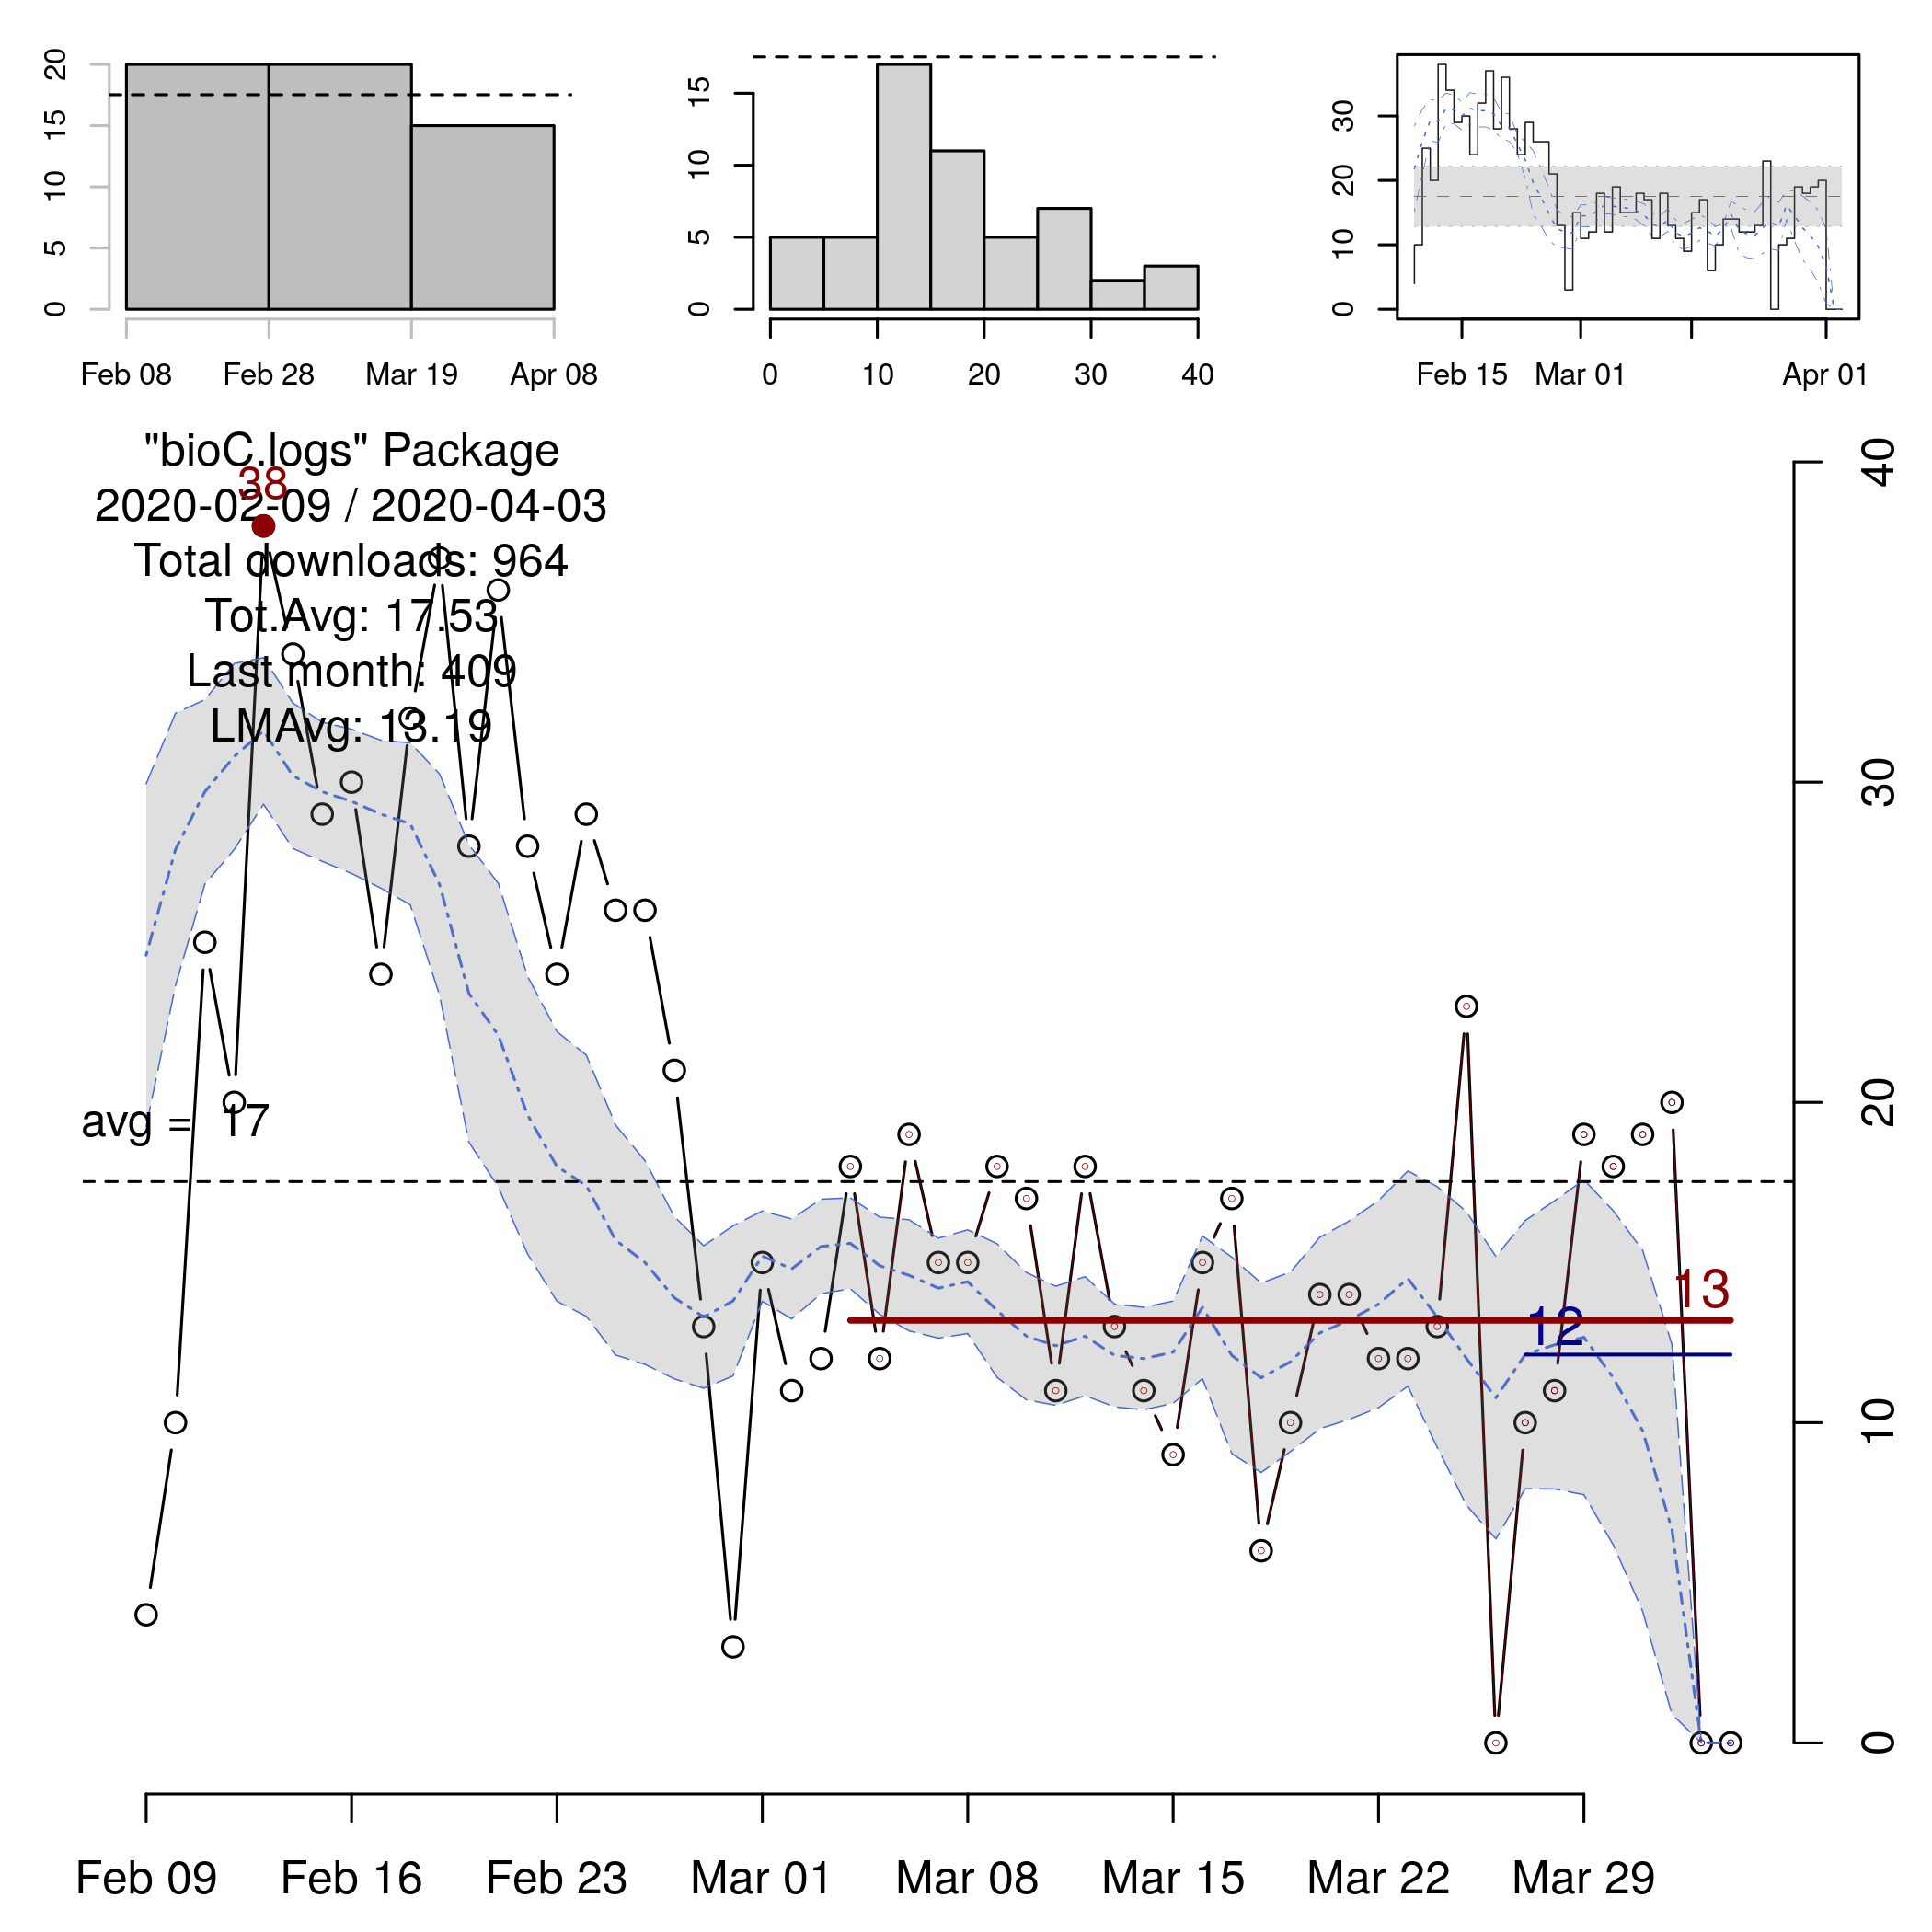 20
15
10
5
0
Feb 08 Feb 28 Mar 19 Apr 08
15
10
5
0
0 10 20 30 40
30
20
10
0
Feb 15 Mar 01 Apr 01
"bioC.logs" Package
38
2020-02-09 / 2020-04-03
Total downloads: 964
Tot.Avg: 17.53
Last month: 409
LMAvg: 13.19
avg = 17
13
12
40
30
20
10
0
Feb 09 Feb 16 Feb 23 Mar 01 Mar 08 Mar 15 Mar 22 Mar 29